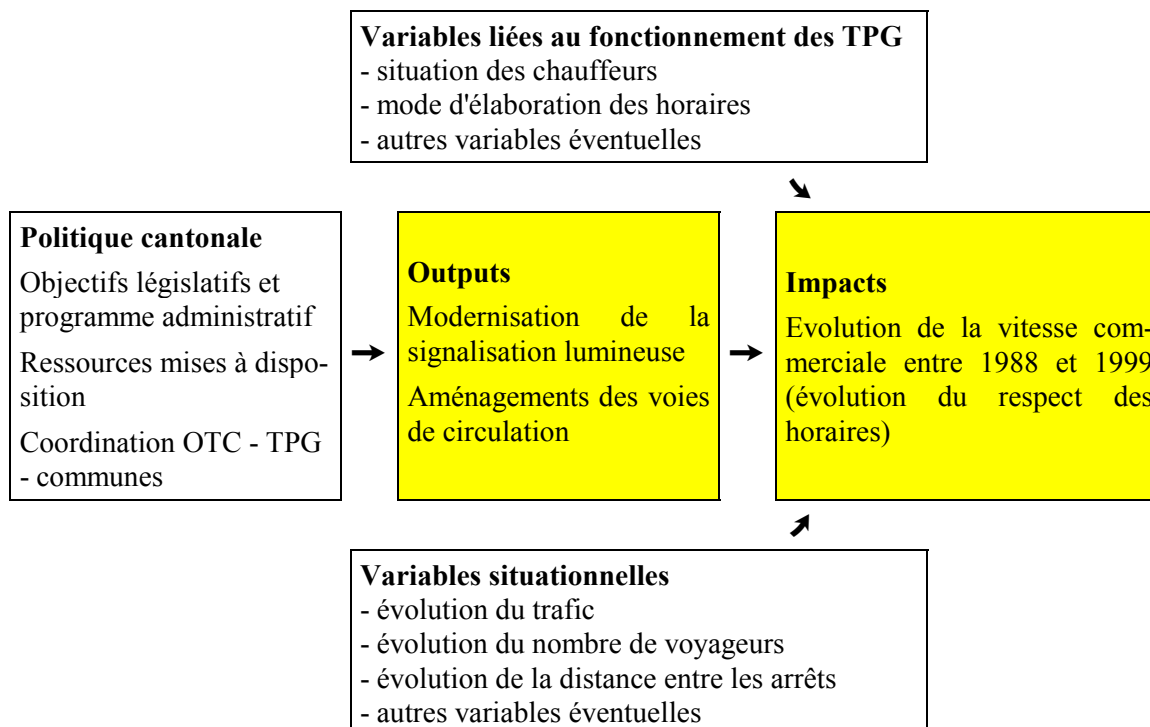 Variables liées au fonctionnement des TPG
- situation des chauffeurs
- mode d'élaboration des horaires
- autres variables éventuelles
Politique cantonale
Objectifs législatifs et
programme administratif
Ressources mises à dispo-
sition
Coordination OTC - TPG
- communes
Outputs
Modernisation de la
signalisation lumineuse
Aménagements des voies
de circulation
Impacts
Evolution de la vitesse com-
merciale entre 1988 et 1999
(évolution du respect des
horaires)
Variables situationnelles
- évolution du trafic
- évolution du nombre de voyageurs
- évolution de la distance entre les arrêts
- autres variables éventuelles